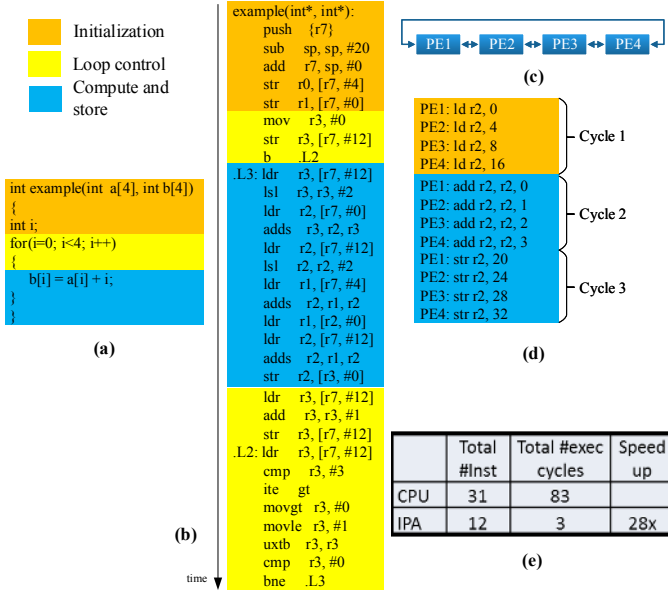 Initialization
Loop control
Compute and
store
int example(int a[4], int b[4])
{
int i;
for(i=0; i<4; i++)
{
b[i] = a[i] + i;
}
}
(a)
example(int*, int*):
push {r7}
sub sp, sp, #20
add r7, sp, #0
str r0, [r7, #4]
str r1, [r7, #0]
mov r3, #0
str r3, [r7, #12]
b .L2
.L3: ldr r3, [r7, #12]
lsl r3, r3, #2
ldr r2, [r7, #0]
adds r3, r2, r3
ldr r2, [r7, #12]
lsl r2, r2, #2
ldr r1, [r7, #4]
adds r2, r1, r2
ldr r1, [r2, #0]
ldr r2, [r7, #12]
adds r2, r1, r2
str r2, [r3, #0]
ldr r3, [r7, #12]
add r3, r3, #1
str r3, [r7, #12]
.L2: ldr r3, [r7, #12]
cmp r3, #3
ite gt
movgt r3, #0
movle r3, #1
uxtb r3, r3
cmp r3, #0
bne .L3
(b)
time
PE1 PE2 PE3 PE4
(c)
PE1: ld r2, 0
PE2: ld r2, 4
PE3: ld r2, 8
PE4: ld r2, 16
Cycle 1
PE1: add r2, r2, 0
PE2: add r2, r2, 1
PE3: add r2, r2, 2
PE4: add r2, r2, 3
Cycle 2
PE1: str r2, 20
PE2: str r2, 24
PE3: str r2, 28
PE4: str r2, 32
Cycle 3
(d)
Total #Inst Total #exec cycles Speed up
CPU 31 83
IPA 12 3 28x
(e)